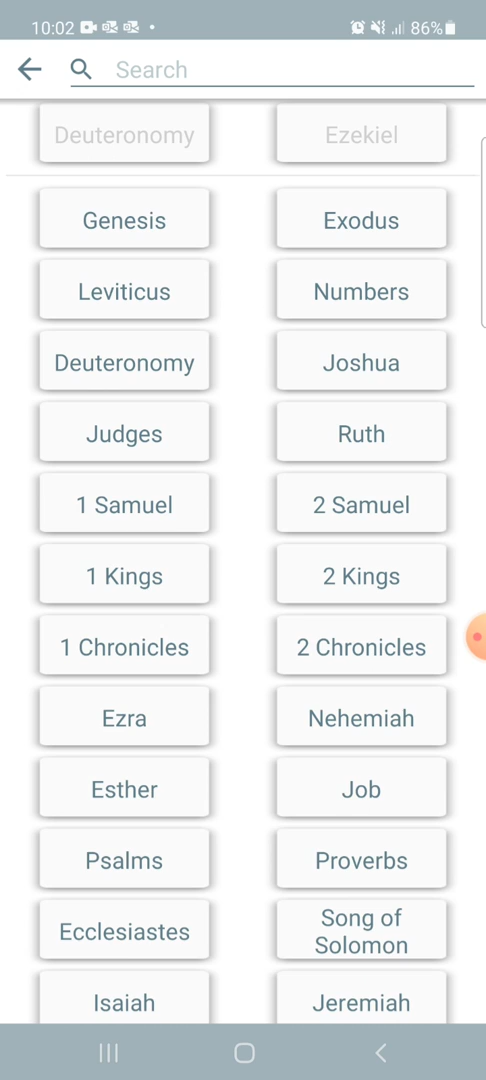 10:02 86%
Search
Deuteronomy Ezekiel
Genesis Exodus
Leviticus Numbers
Deuteronomy Joshua
Judges Ruth
1 Samuel 2 Samuel
1 Kings 2 Kings
1 Chronicles 2 Chronicles
Ezra Nehemiah
Esther Job
Psalms Proverbs
Ecclesiastes Song of
Solomon
Isaiah Jeremiah